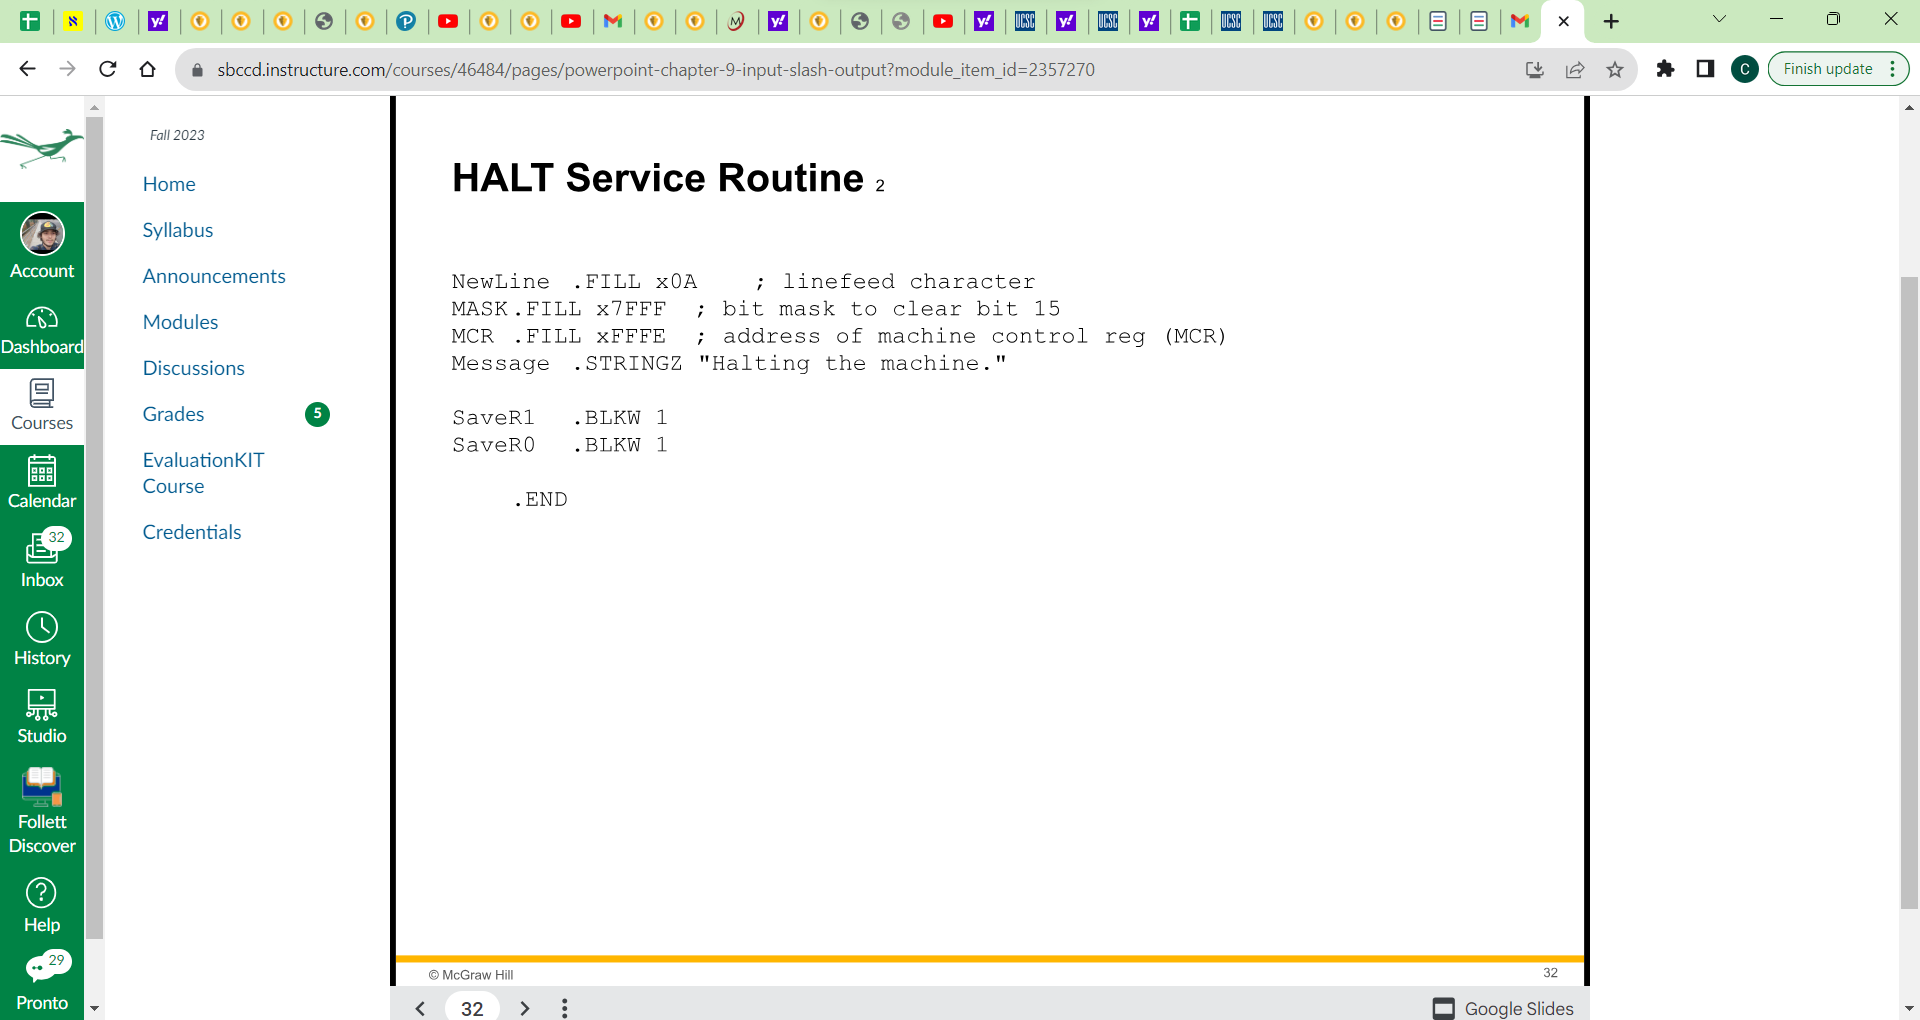 sbccd.instructure.com/courses/46484/pages/powerpoint-chapter-9-input-slash-output?module_item_id=2357270
C
Finish update
Fall 2023
Home
Syllabus
Announcements
Modules
Discussions
Grades 5
EvaluationKIT
Course
Credentials
Account
Dashboard
Courses
Calendar
32
Inbox
History
Studio
Follett
Discover
Help
29
Pronto
HALT Service Routine 2
NewLine .FILL x0A ; linefeed character
MASK.FILL x7FFF ; bit mask to clear bit 15
MCR .FILL xFFFE ; address of machine control reg (MCR)
Message .STRINGZ "Halting the machine."
SaveR1 .BLKW 1
SaveR0 .BLKW 1
.END
© McGraw Hill
32
32
Google Slides